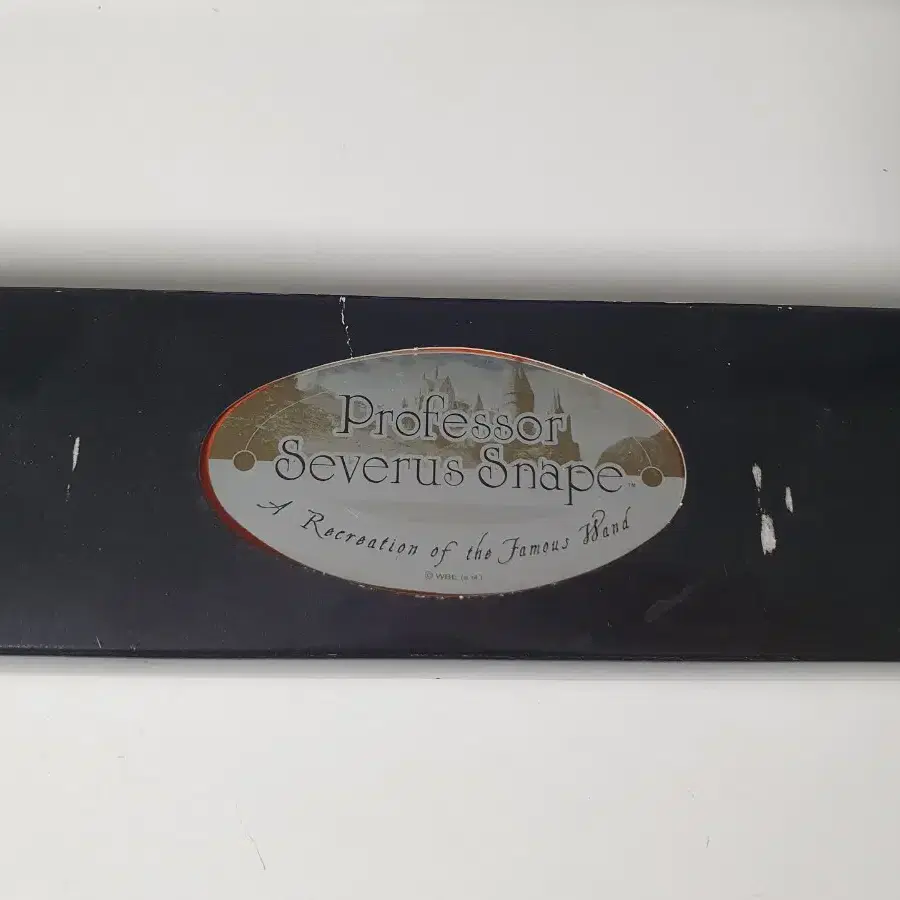 Professor
Severus Snape™
A Recreation of the Famous Wand